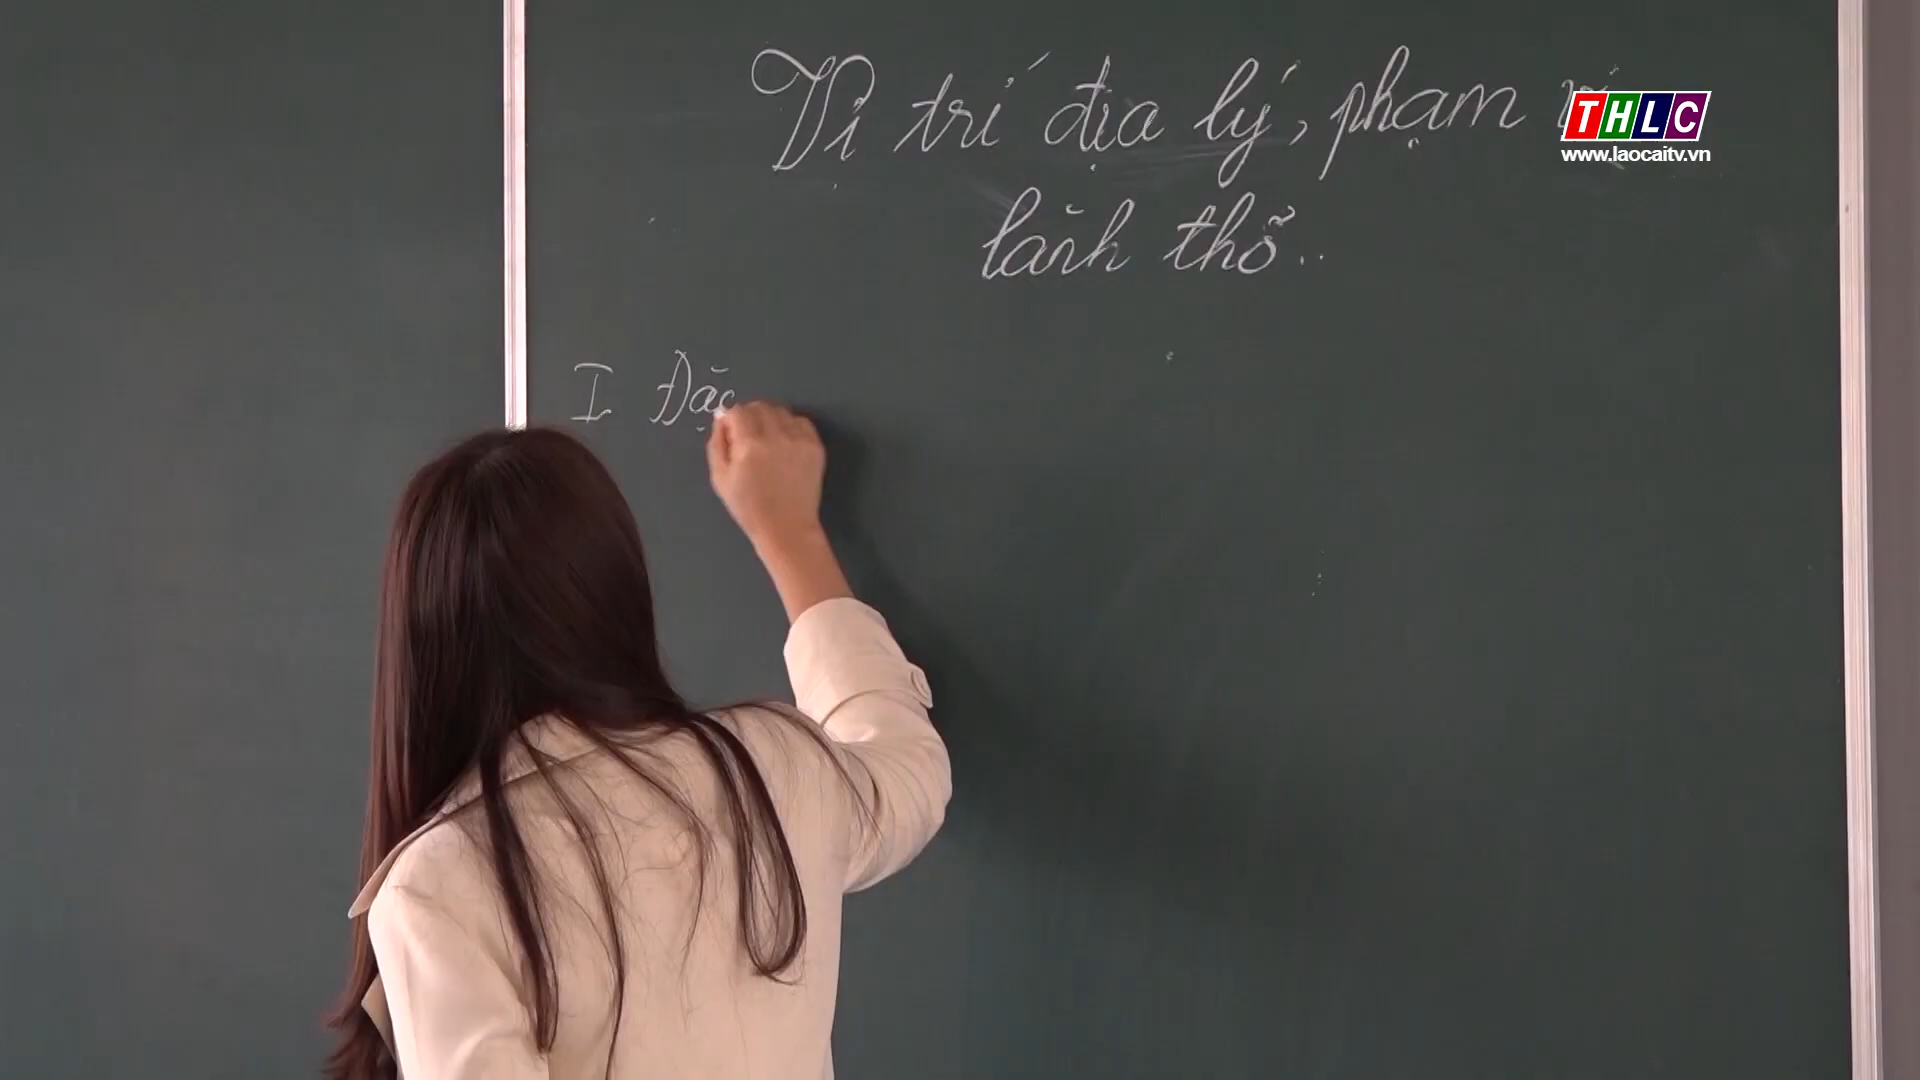 Vị trí địa lý, phạm
lãnh thổ..
I Đặc
THLC
www.laocaitv.vn